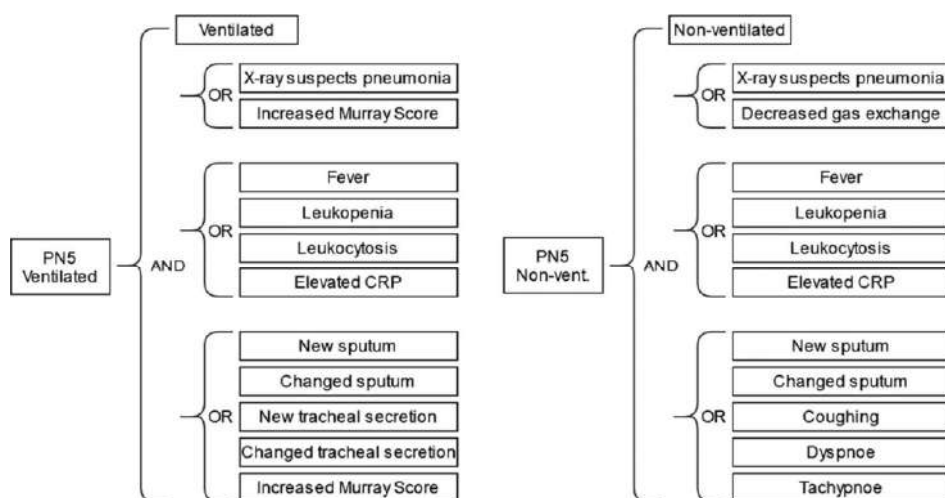 PN5
Ventilated
AND
Ventilated
OR
X-ray suspects pneumonia
Increased Murray Score
OR
Fever
Leukopenia
Leukocytosis
Elevated CRP
OR
New sputum
Changed sputum
New tracheal secretion
Changed tracheal secretion
Increased Murray Score
PN5
Non-vent.
AND
Non-ventilated
OR
X-ray suspects pneumonia
Decreased gas exchange
OR
Fever
Leukopenia
Leukocytosis
Elevated CRP
OR
New sputum
Changed sputum
Coughing
Dyspnoe
Tachypnoe